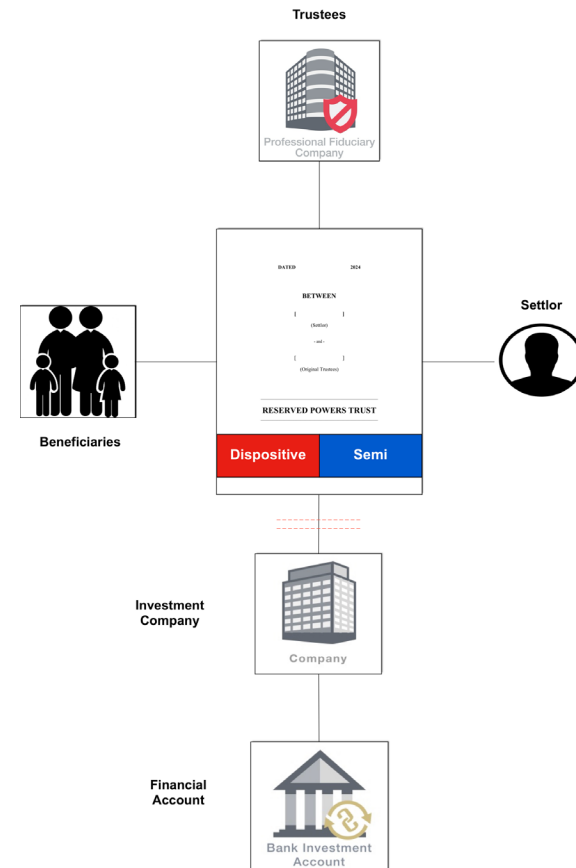 Trustees
Professional Fiduciary
Company
DATED 2024
BETWEEN
[ ]
(Settlor)
- and -
[ ]
(Original Trustees)
RESERVED POWERS TRUST
Dispositive Semi
Settlor
Beneficiaries
Investment
Company
Company
Financial
Account
Bank Investment
Account